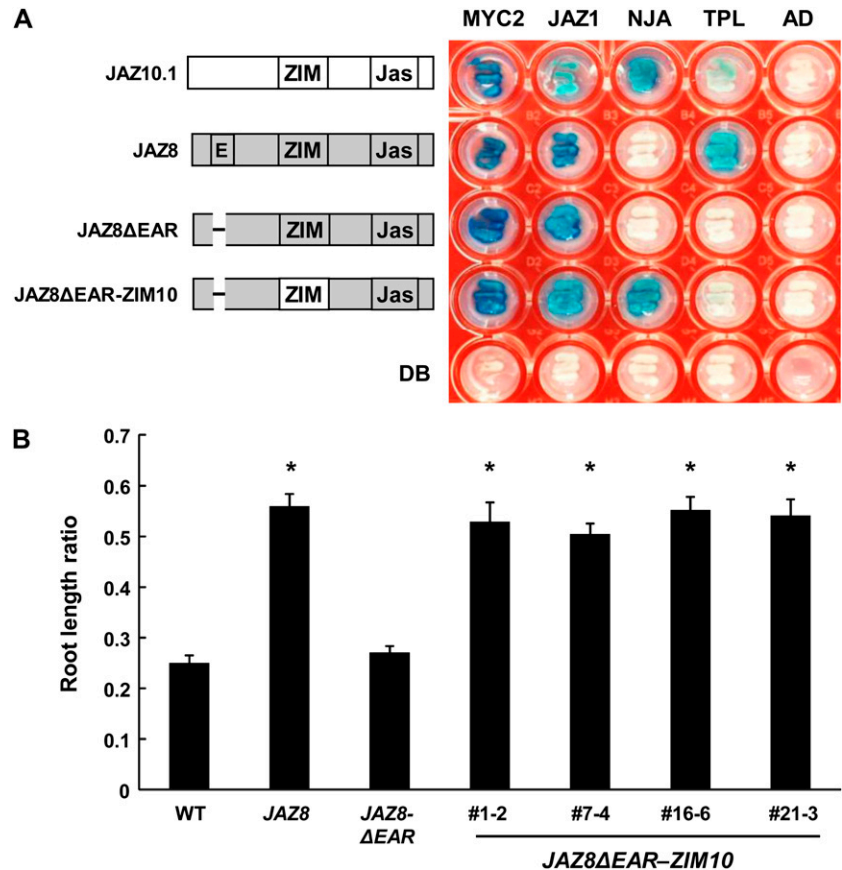 A
MYC2 JAZ1 NJA TPL AD
JAZ10.1 ZIM Jas
JAZ8 E ZIM Jas
JAZ8ΔEAR ZIM Jas
JAZ8ΔEAR-ZIM10 ZIM Jas
DB
B
Root length ratio
0.7
0.6
0.5
0.4
0.3
0.2
0.1
0
* * * * *
WT JAZ8 JAZ8-ΔEAR #1-2 #7-4 #16-6 #21-3
JAZ8ΔEAR–ZIM10